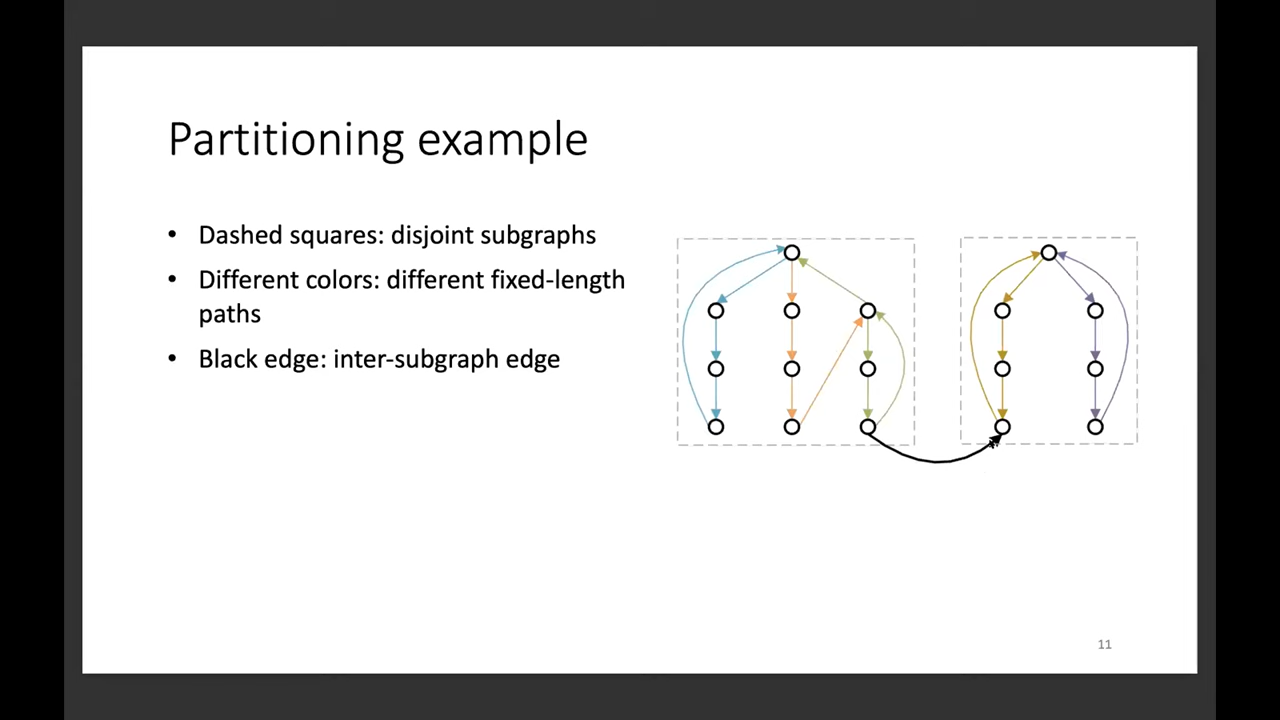 Partitioning example
• Dashed squares: disjoint subgraphs
• Different colors: different fixed-length
paths
• Black edge: inter-subgraph edge
11